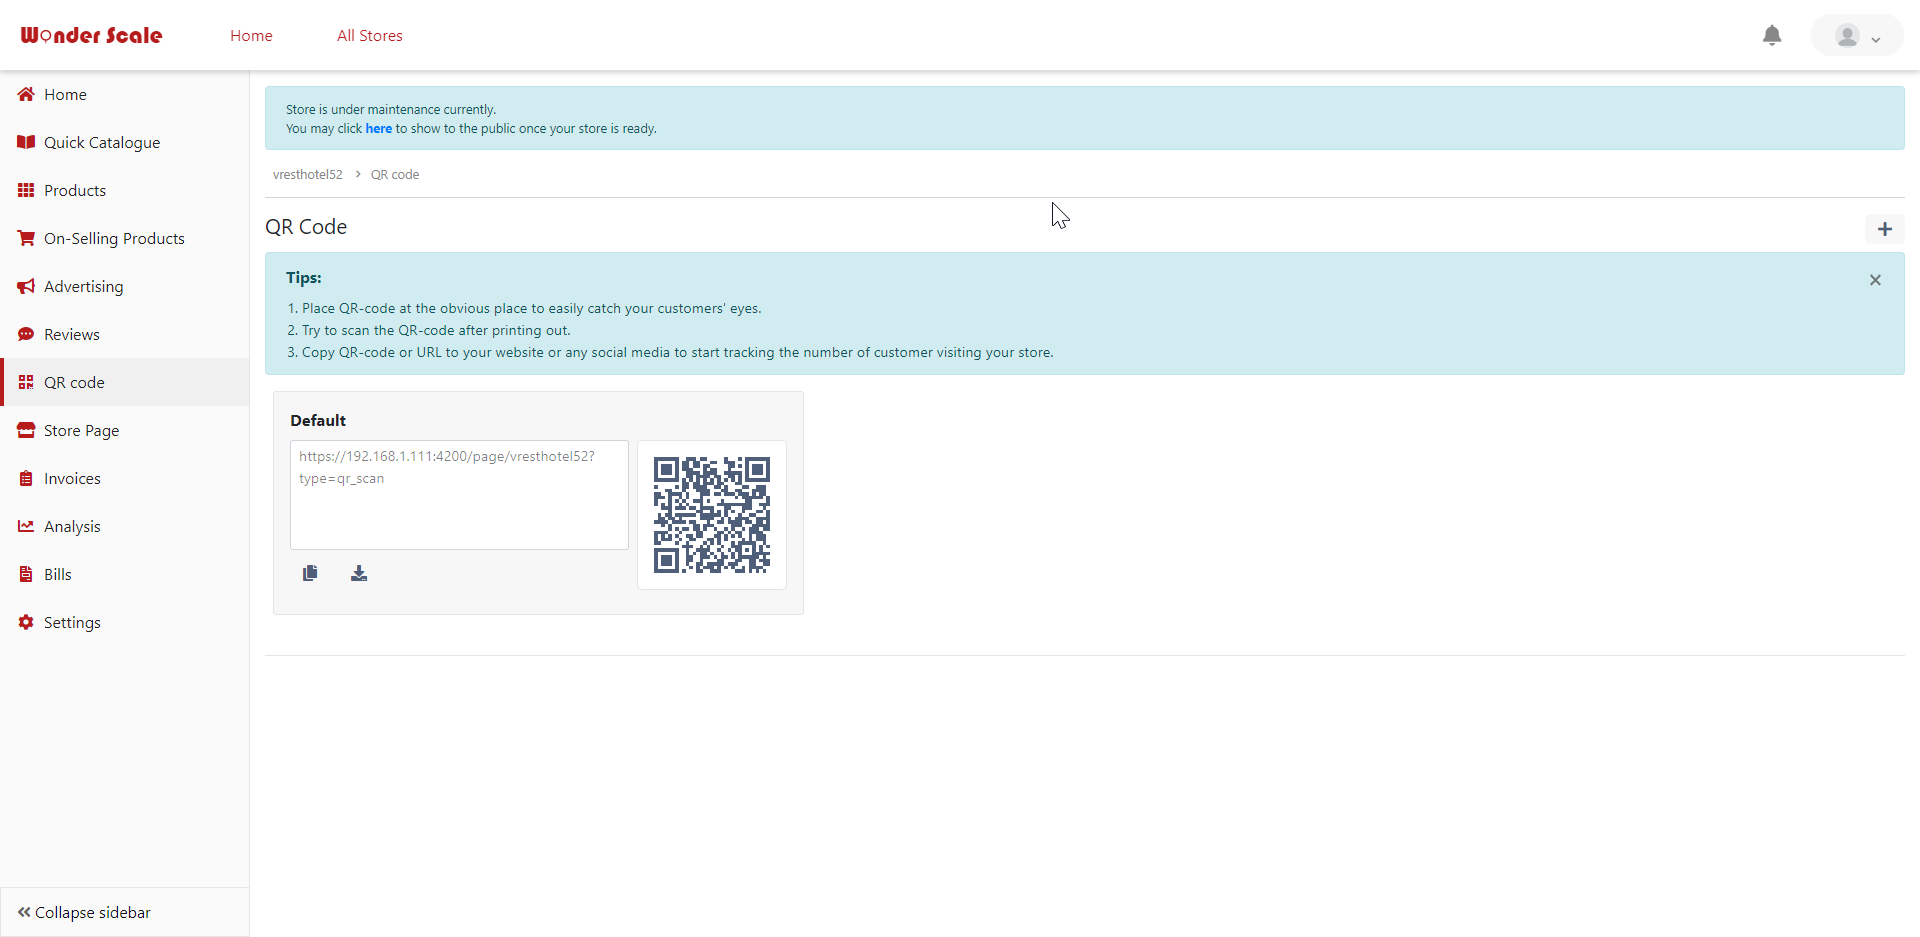 Wonder Scale
Home
All Stores
Home
Quick Catalogue
Products
On-Selling Products
Advertising
Reviews
QR code
Store Page
Invoices
Analysis
Bills
Settings
Collapse sidebar
Store is under maintenance currently.
You may click here to show to the public once your store is ready.
vresthotel52 > QR code
QR Code
Tips:
1. Place QR-code at the obvious place to easily catch your customers' eyes.
2. Try to scan the QR-code after printing out.
3. Copy QR-code or URL to your website or any social media to start tracking the number of customer visiting your store.
Default
https://192.168.1.111:4200/page/vresthotel52?
type=qr_scan